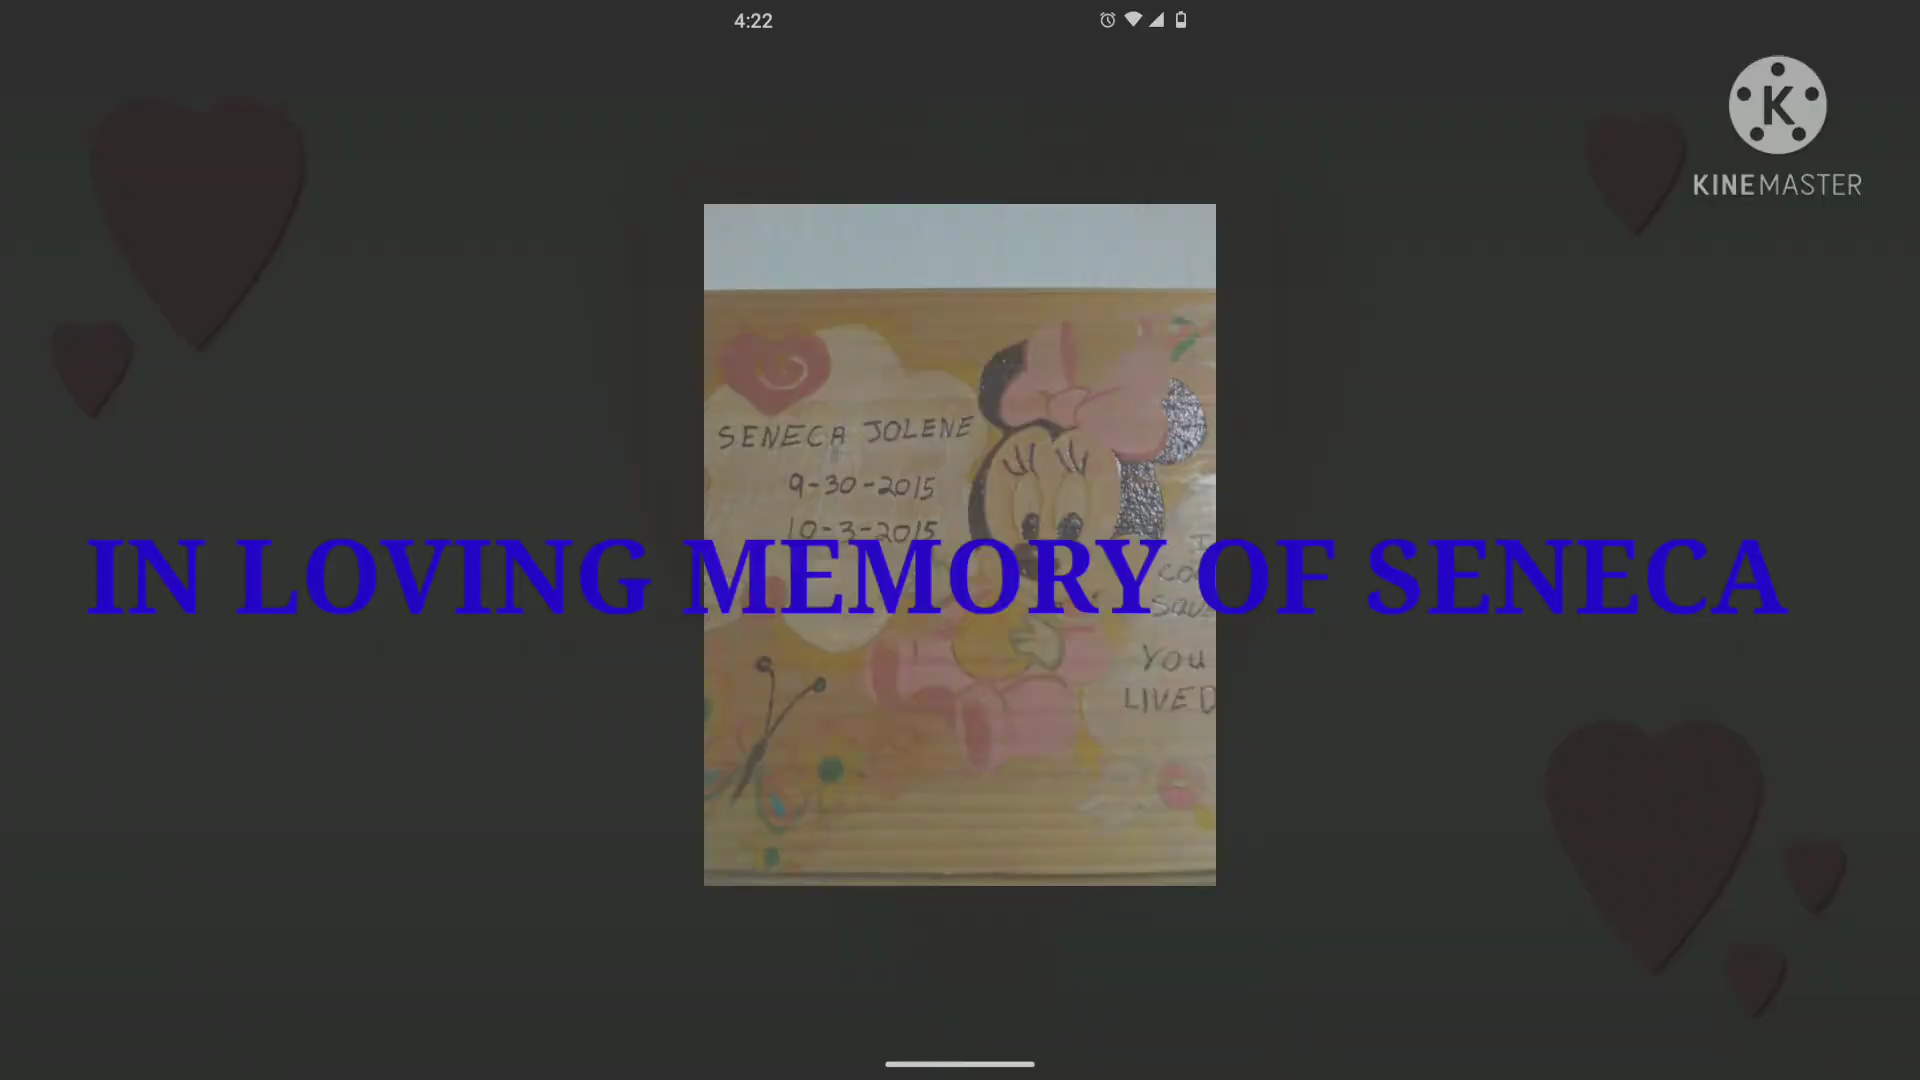 4:22
K
KINEMASTER
SENECA JOLENE
9-30-2015
10-3-2015
IN LOVING MEMORY OF SENECA
YOU
LIVED